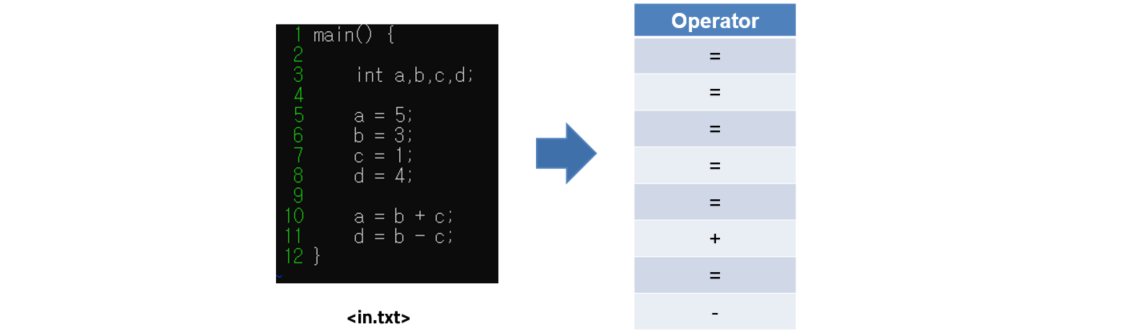 1 main() {
2
3 int a,b,c,d;
4
5 a = 5;
6 b = 3;
7 c = 1;
8 d = 4;
9
10 a = b + c;
11 d = b - c;
12 }
~
<in.txt>
Operator
=
=
=
=
=
+
=
-